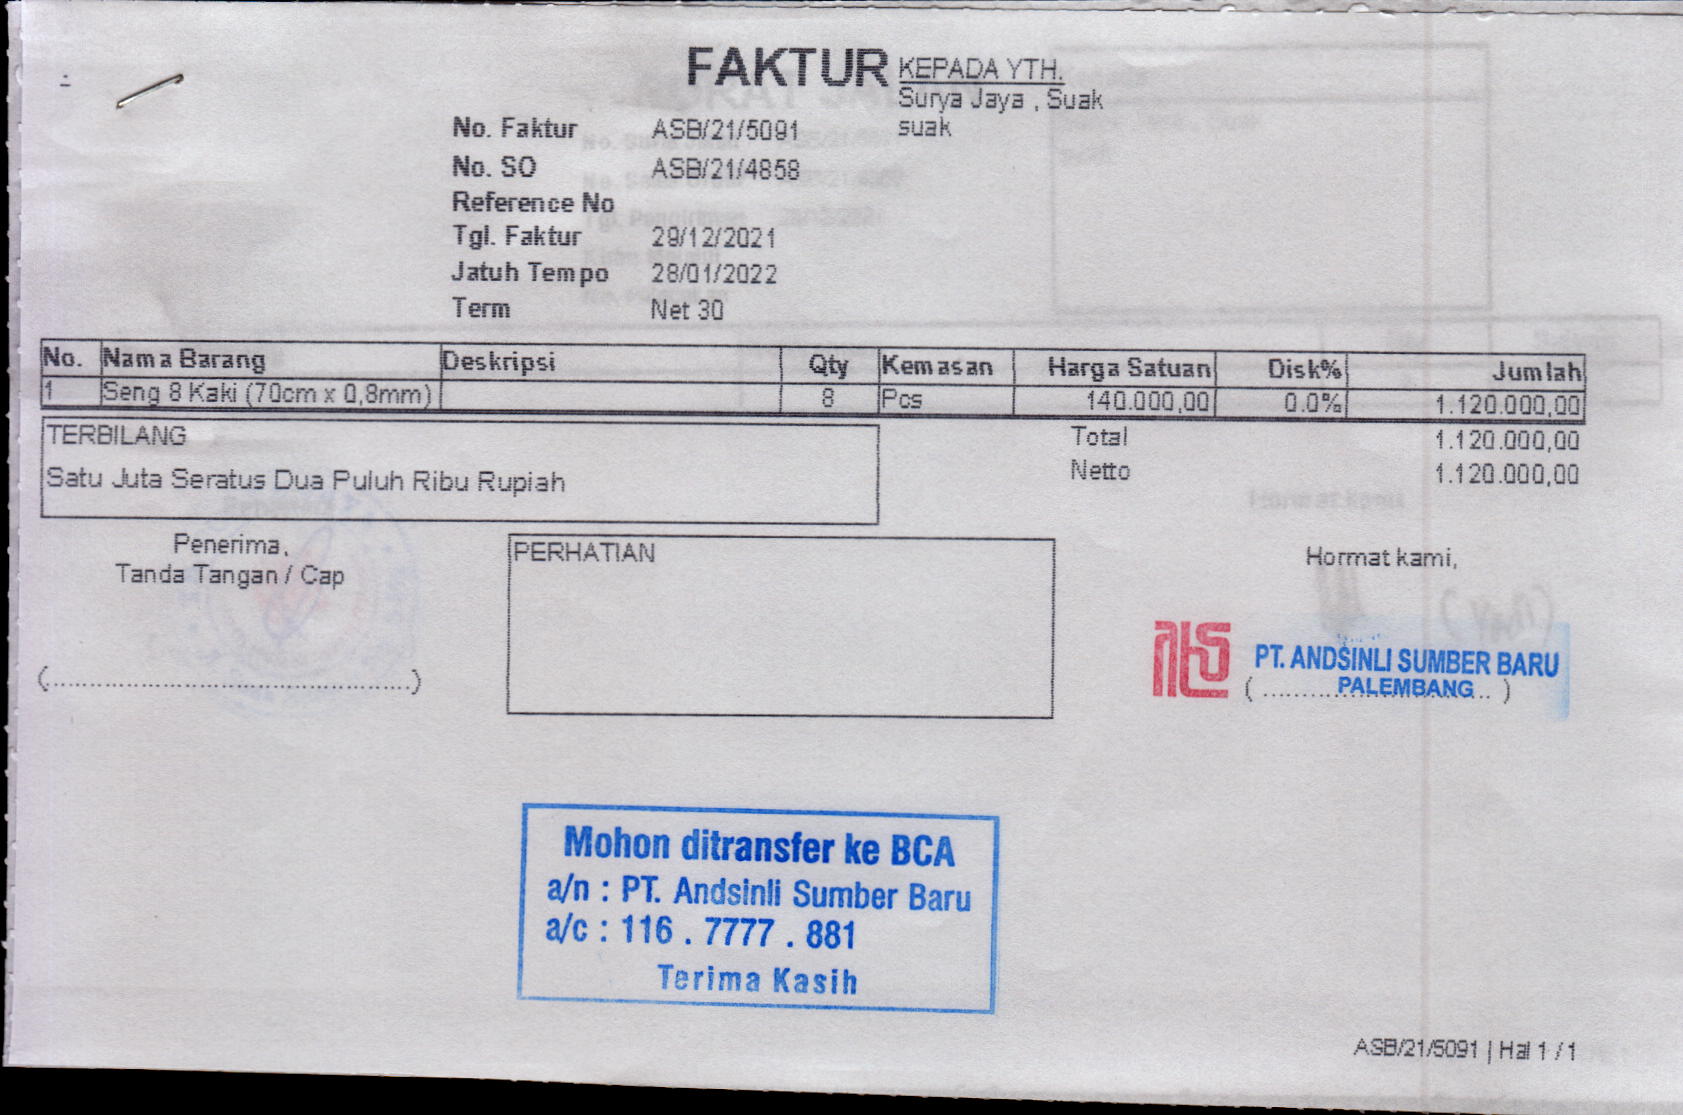 FAKTUR
KEPADA YTH.
Surya Jaya , Suak
suak
No. Faktur ASB/21/5091
No. SO ASB/21/4858
Reference No
Tgl. Faktur 29/12/2021
Jatuh Tempo 28/01/2022
Term Net 30
No. Nama Barang Deskripsi Qty Kemasan Harga Satuan Disk% Jumlah
1 Seng 8 Kaki (70cm x 0,8mm) 8 Pcs 140.000,00 0.0% 1.120.000,00
TERBILANG
Satu Juta Seratus Dua Puluh Ribu Rupiah
Total 1.120.000,00
Netto 1.120.000,00
Penerima,
Tanda Tangan / Cap
(..........................................)
PERHATIAN
Hormat kami,
PT. ANDSINLI SUMBER BARU
PALEMBANG
Mohon ditransfer ke BCA
a/n : PT. Andsinli Sumber Baru
a/c : 116 . 7777 . 881
Terima Kasih
ASB/21/5091 | Hal 1 / 1